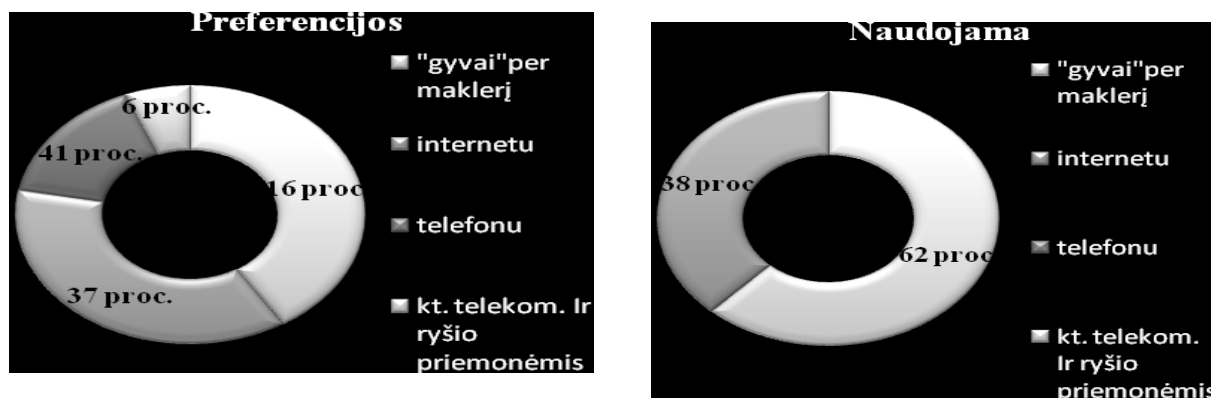 Preferencijos
"gyvai"per
maklerį
internetu
telefonu
kt. telekom. Ir
ryšio
priemonėmis
6 proc.
41 proc.
16 proc
37 proc.
Naudojama
"gyvai"per
maklerį
internetu
telefonu
kt. telekom.
Ir ryšio
priemonėmis
38 proc
62 proc